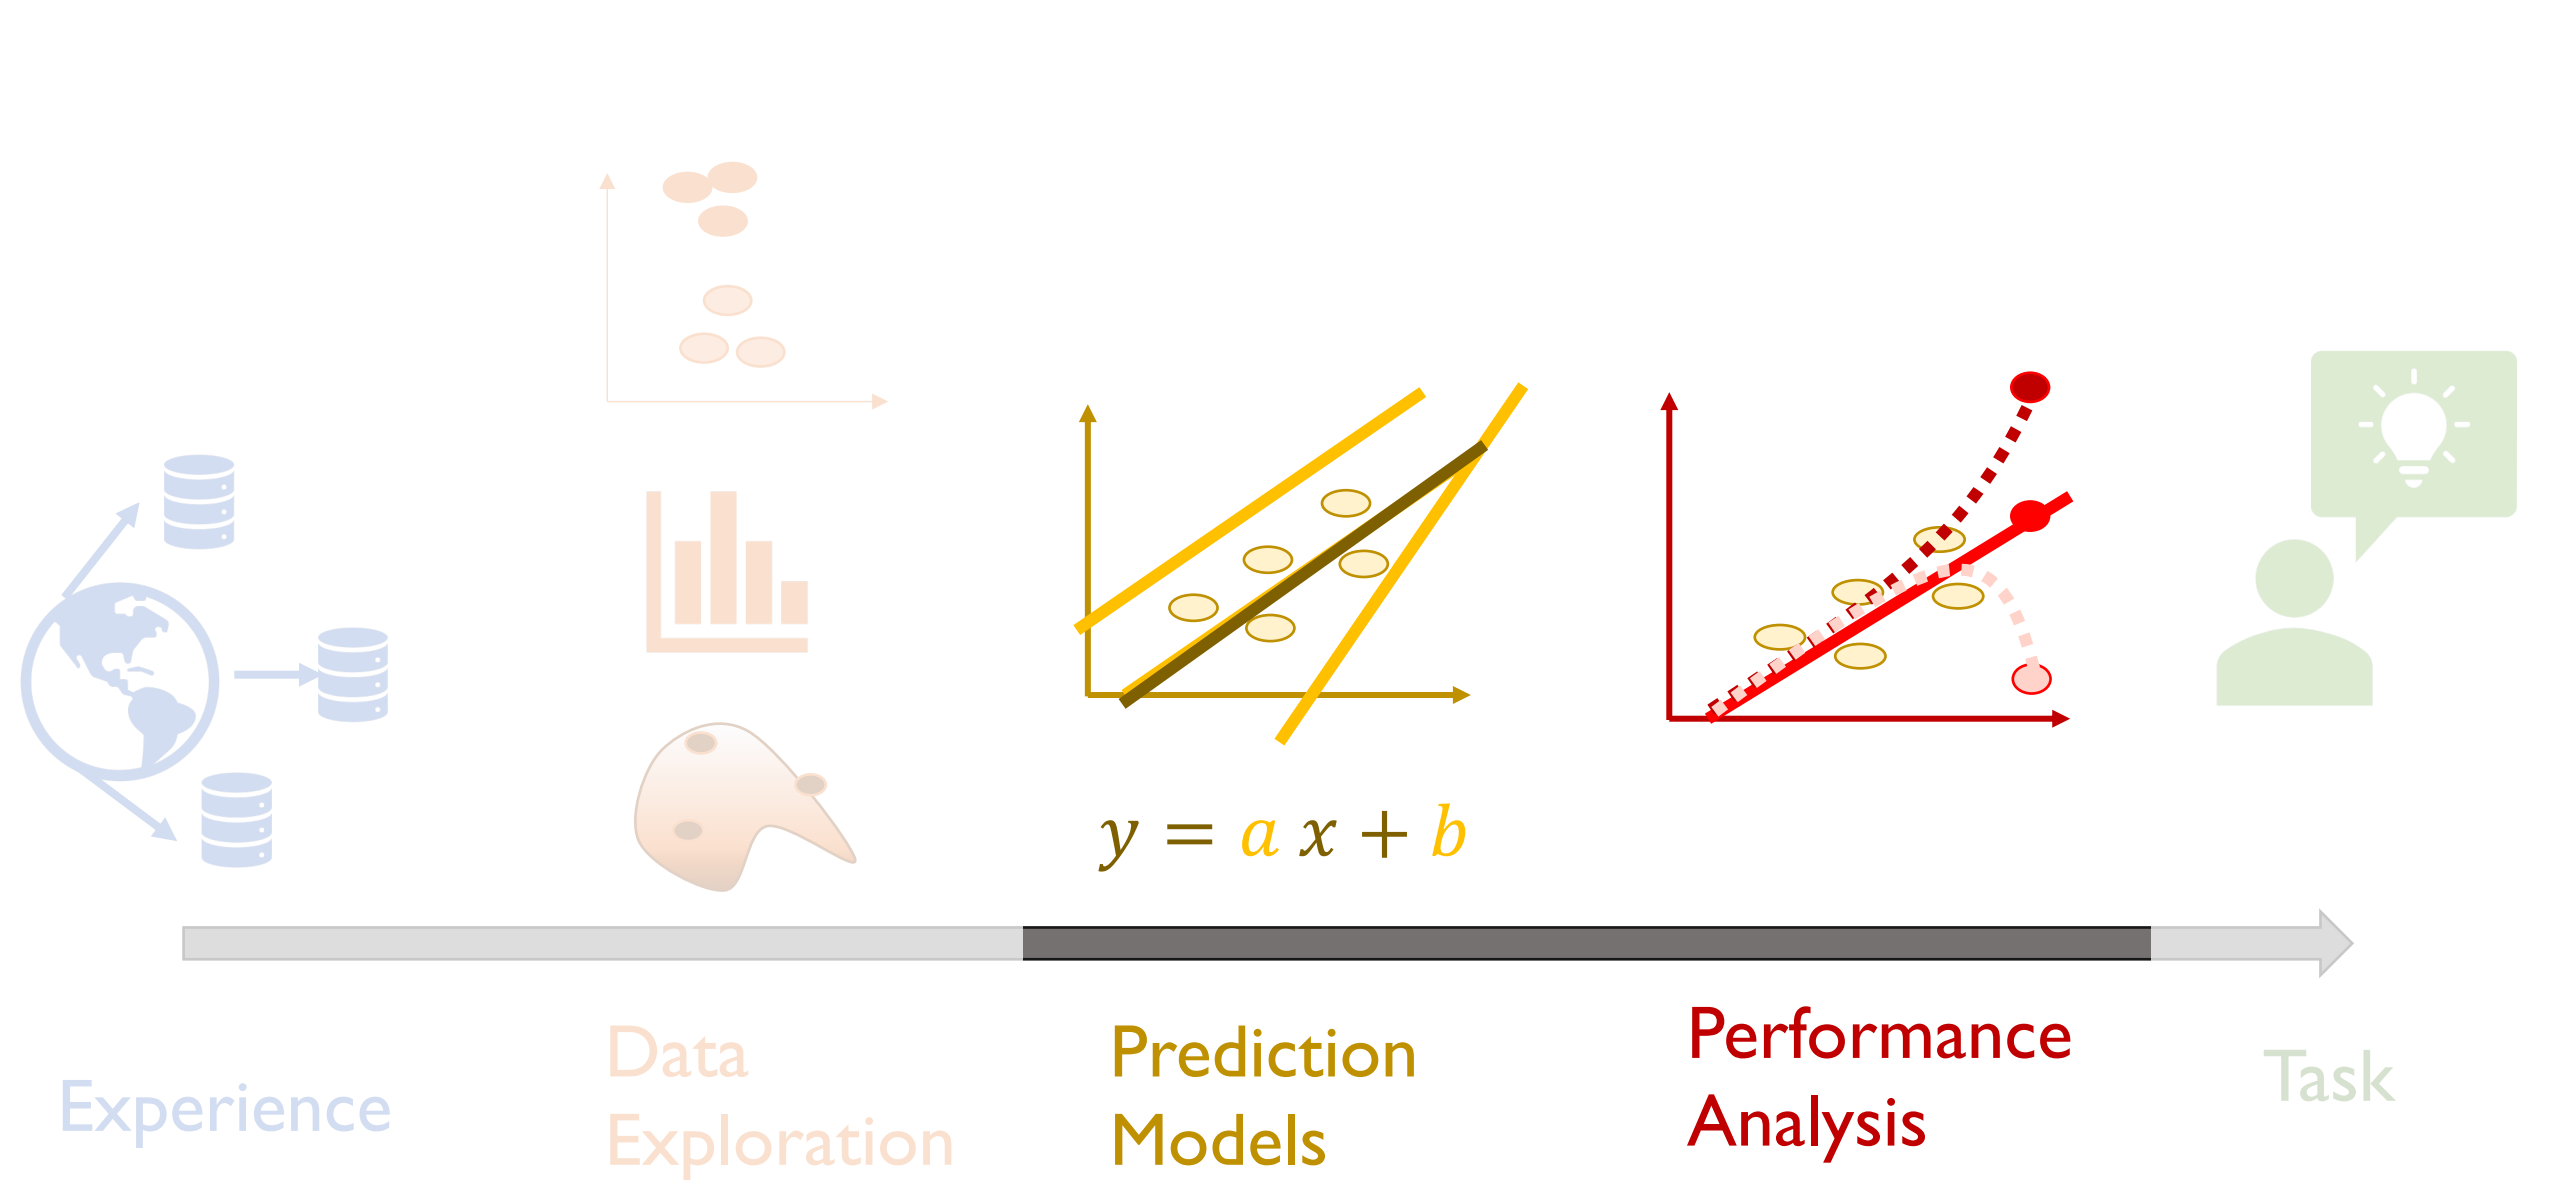 y = a x + b
Experience
Data
Exploration
Prediction
Models
Performance
Analysis
Task